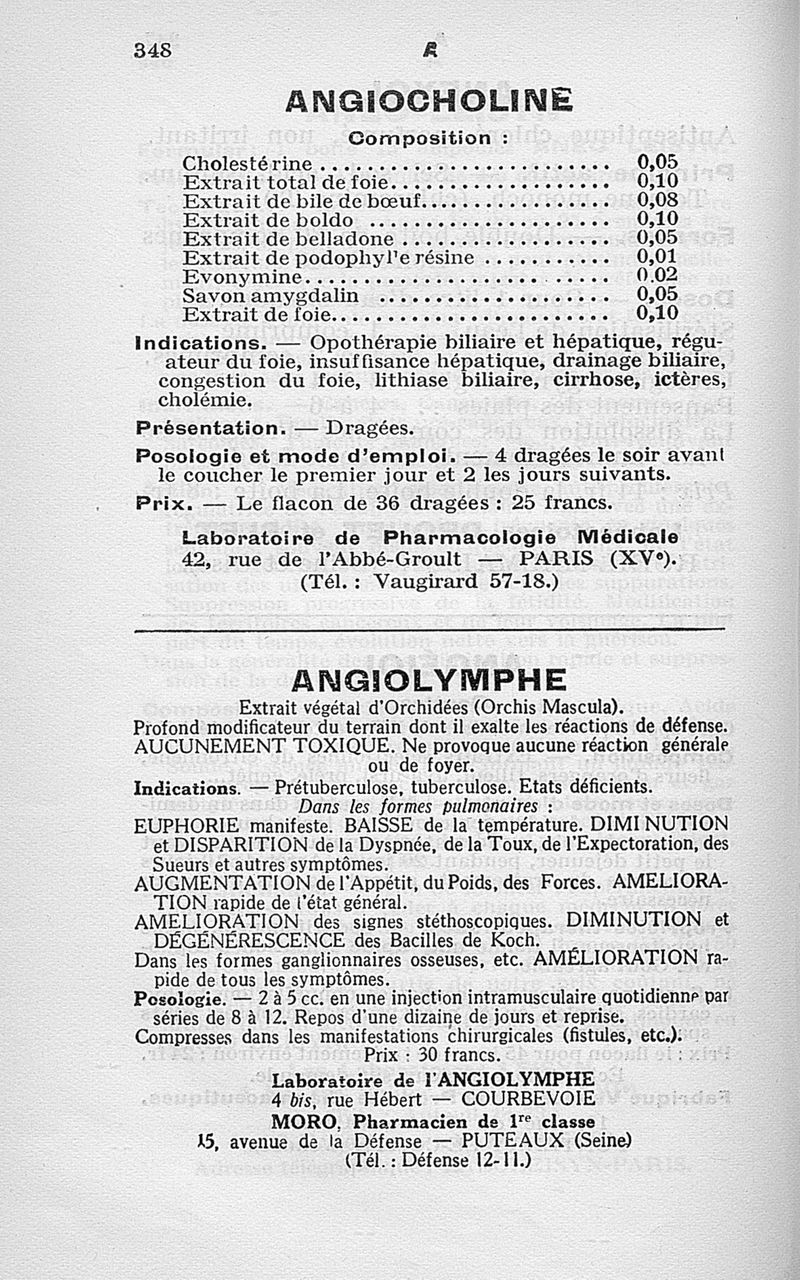 348
A
ANGIOCHOLINE
Composition :
Cholestérine .......................... 0,05
Extrait total de foie................... 0,10
Extrait de bile de bœuf................ 0,08
Extrait de boldo ..................... 0,10
Extrait de belladone .................. 0,05
Extrait de podophyl'e résine ........... 0,01
Evonymine.......................... 0.02
Savon amygdalin .................... 0,05
Extrait de foie........................ 0,10
Indications. — Opothérapie biliaire et hépatique, régu-
ateur du foie, insuffisance hépatique, drainage biliaire,
congestion du foie, lithiase biliaire, cirrhose, ictères,
cholémie.
Présentation. — Dragées.
Posologie et mode d'emploi. — 4 dragées le soir avant
le coucher le premier jour et 2 les jours suivants.
Prix. — Le flacon de 36 dragées : 25 francs.
Laboratoire de Pharmacologie Médicale
42, rue de l'Abbé-Groult — PARIS (XVe).
(Tél. : Vaugirard 57-18.)
ANGIOLYMPHE
Extrait végétal d'Orchidées (Orchis Mascula).
Profond modificateur du terrain dont il exalte les réactions de défense.
AUCUNEMENT TOXIQUE. Ne provoque aucune réaction générale
ou de foyer.
Indications. — Prétuberculose, tuberculose. Etats déficients.
Dans les formes pulmonaires :
EUPHORIE manifeste. BAISSE de la température. DIMINUTION
et DISPARITION de la Dyspnée, de la Toux, de l'Expectoration, des
Sueurs et autres symptômes.
AUGMENTATION de l'Appétit, du Poids, des Forces. AMELIORA-
TION rapide de l'état général.
AMELIORATION des signes stéthoscopiques. DIMINUTION et
DÉGÉNÉRESCENCE des Bacilles de Koch.
Dans les formes ganglionnaires osseuses, etc. AMÉLIORATION ra-
pide de tous les symptômes.
Posologie. — 2 à 5 cc. en une injection intramusculaire quotidienne par
séries de 8 à 12. Repos d'une dizaine de jours et reprise.
Compresses dans les manifestations chirurgicales (fistules, etc.).
Prix : 30 francs.
Laboratoire de l'ANGIOLYMPHE
4 bis, rue Hébert — COURBEVOIE
MORO, Pharmacien de 1re classe
15, avenue de la Défense — PUTEAUX (Seine)
(Tél. : Défense 12-11.)